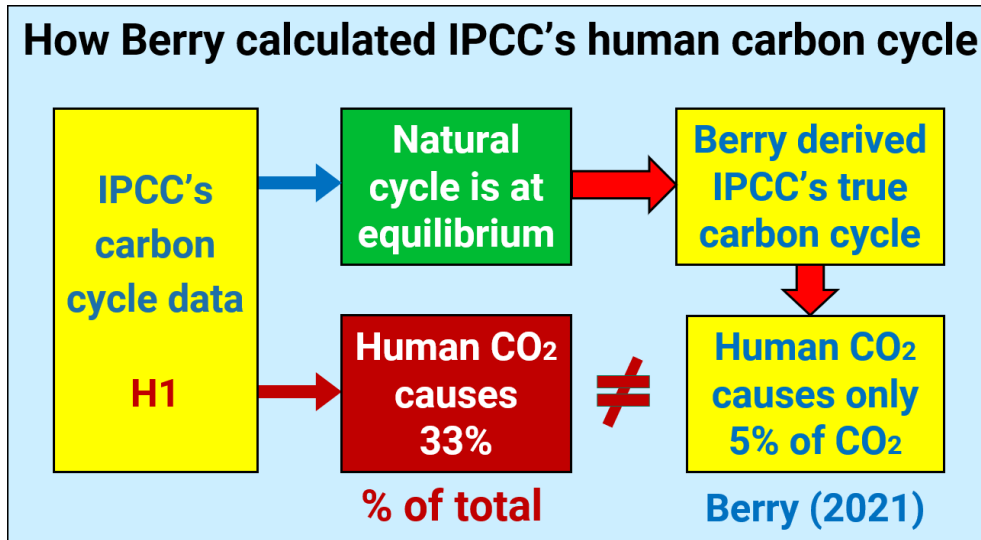 How Berry calculated IPCC's human carbon cycle
IPCC's
carbon
cycle data
H1
Natural
cycle is at
equilibrium
Berry derived
IPCC's true
carbon cycle
Human CO₂
causes
33%
≠
Human CO₂
causes only
5% of CO₂
% of total
Berry (2021)